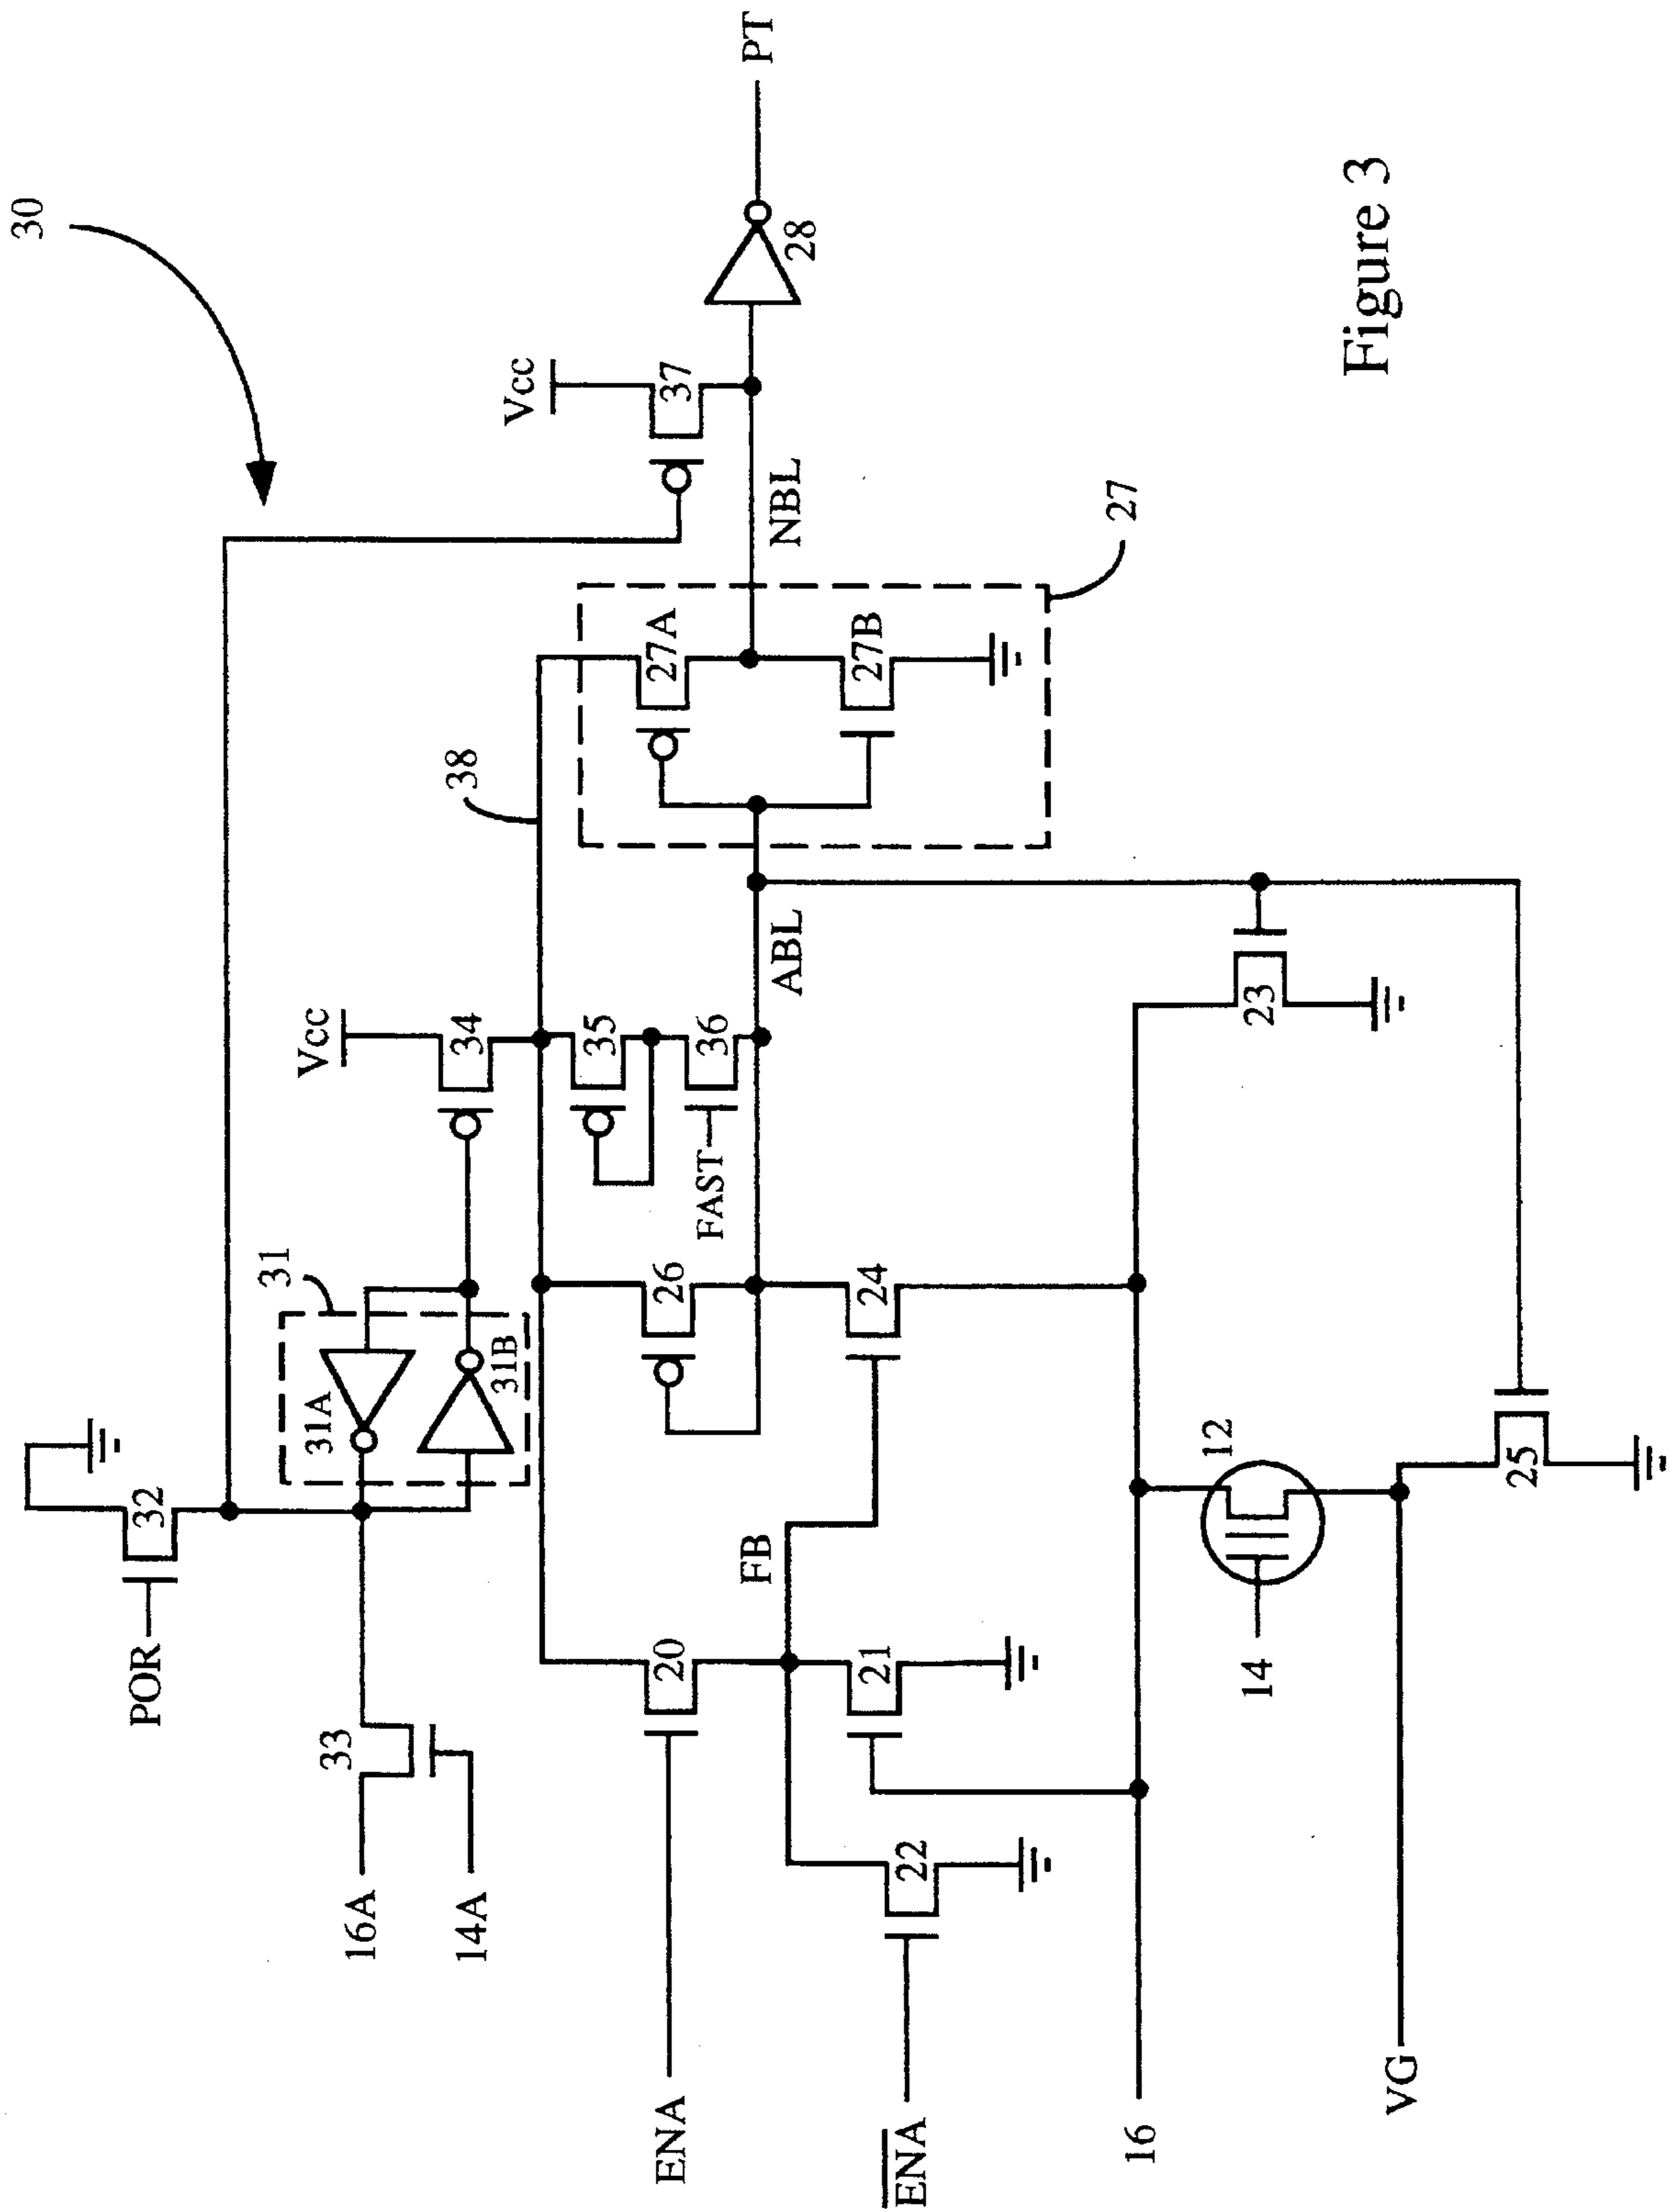 30
POR
32
33
16A
14A
31
31A
31B
Vcc
34
38
35
36
FAST
Vcc
37
ENA
20
26
27A
FB
ABL
NBL
28
PT
ENA
22
21
24
27B
27
16
14
12
23
VG
25
Figure 3